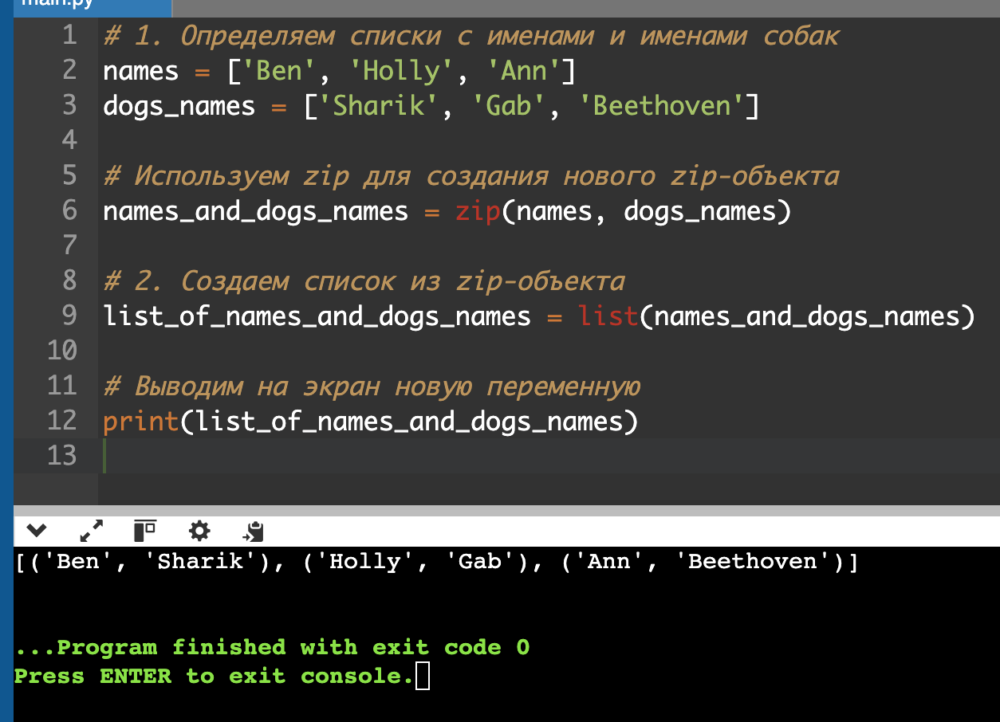 main.py
1 # 1. Определяем списки с именами и именами собак
2 names = ['Ben', 'Holly', 'Ann']
3 dogs_names = ['Sharik', 'Gab', 'Beethoven']
4
5 # Используем zip для создания нового zip-объекта
6 names_and_dogs_names = zip(names, dogs_names)
7
8 # 2. Создаем список из zip-объекта
9 list_of_names_and_dogs_names = list(names_and_dogs_names)
10
11 # Выводим на экран новую переменную
12 print(list_of_names_and_dogs_names)
13
[('Ben', 'Sharik'), ('Holly', 'Gab'), ('Ann', 'Beethoven')]
...Program finished with exit code 0
Press ENTER to exit console.